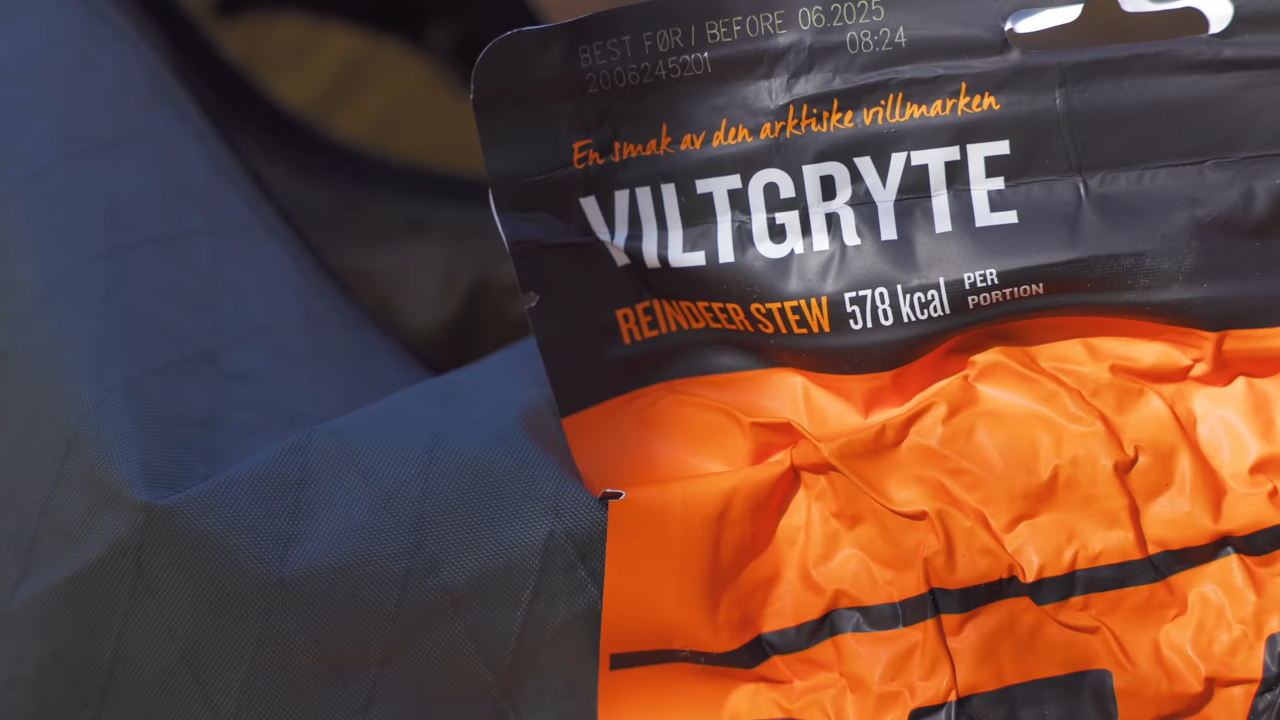 BEST FØR / BEFORE 06.2025
2006245201 08:24
En smak av den arktiske villmarken
VILTGRYTE
REINDEER STEW 578 kcal PER PORTION